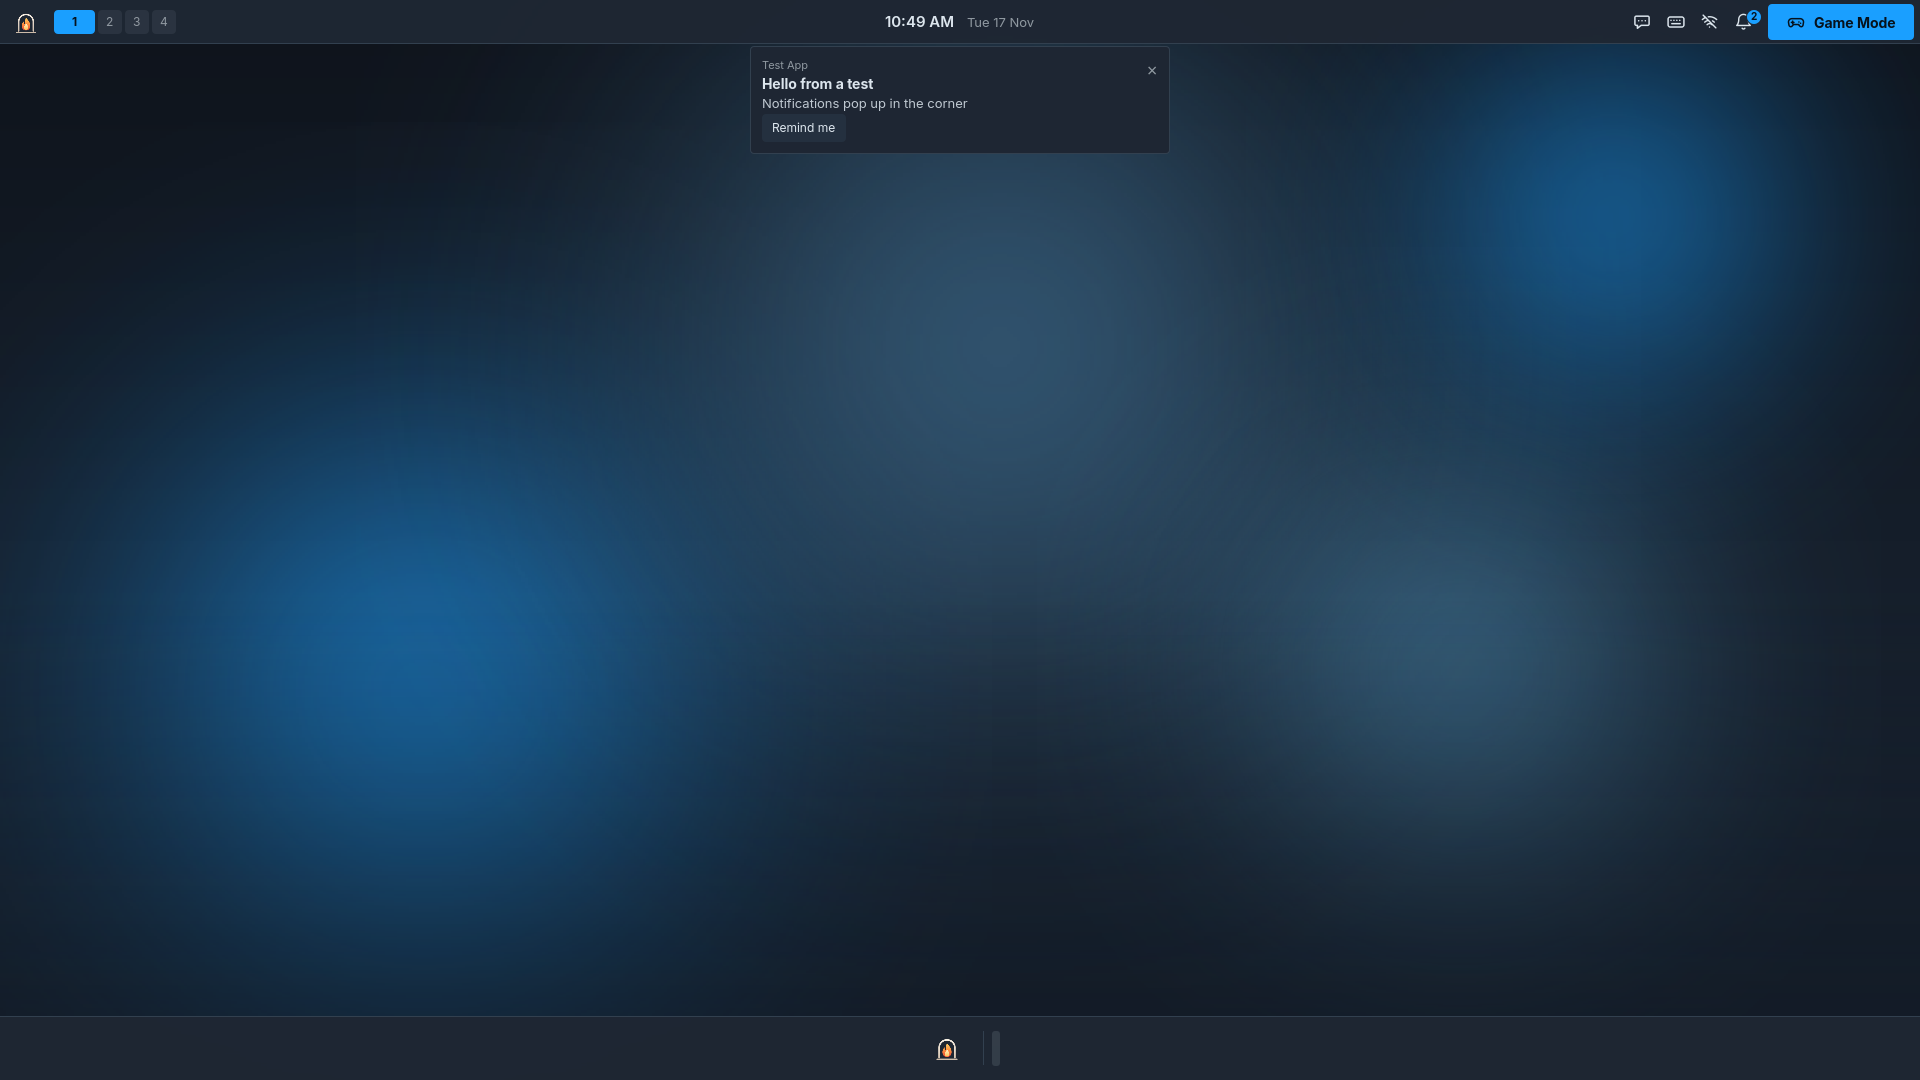 1 2 3 4
10:49 AM Tue 17 Nov
2
Game Mode
Test App
Hello from a test
Notifications pop up in the corner
Remind me